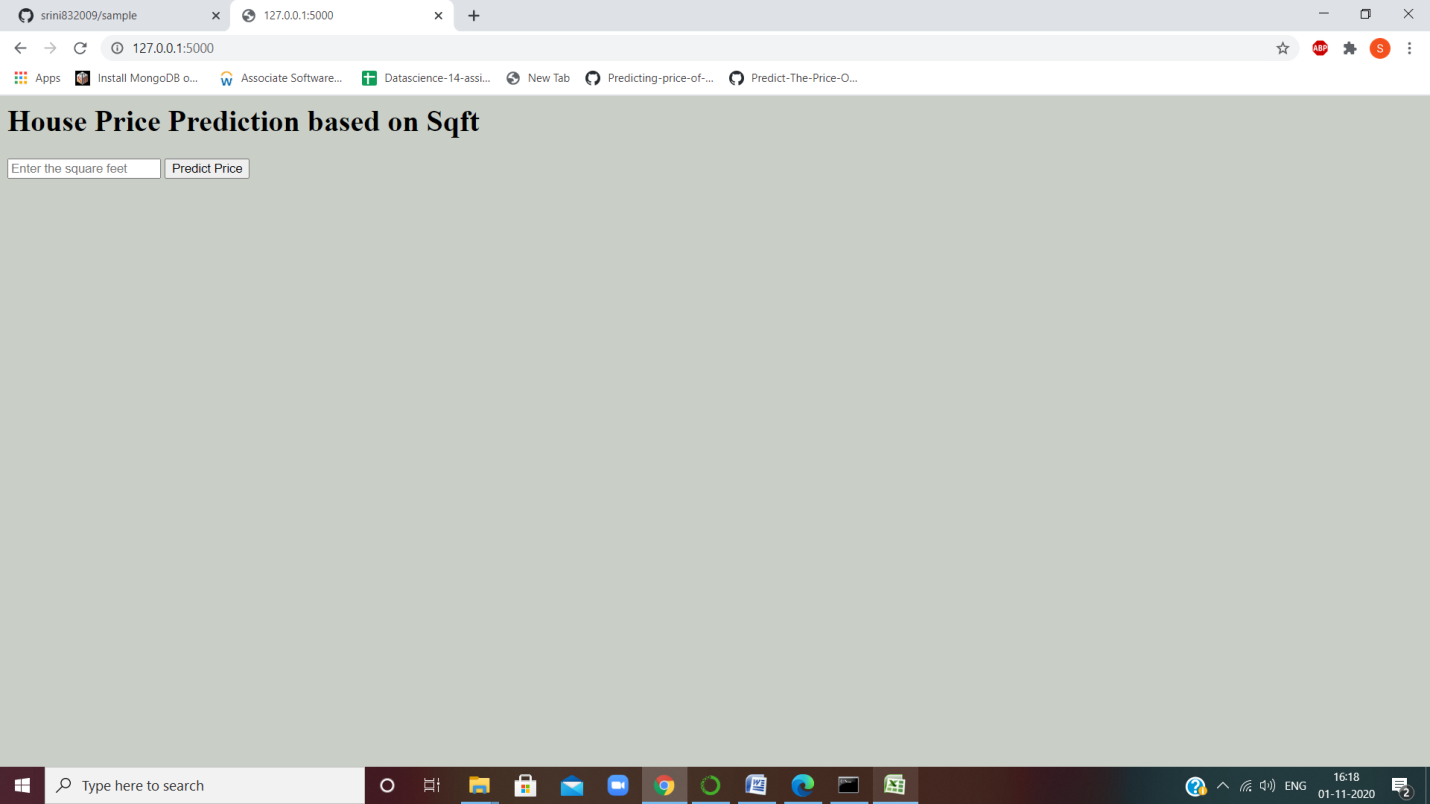 srini832009/sample
127.0.0.1:5000
127.0.0.1:5000
ABP
S
Apps Install MongoDB o... Associate Software... Datascience-14-assi... New Tab Predicting-price-of-... Predict-The-Price-O...
House Price Prediction based on Sqft
Enter the square feet Predict Price
Type here to search
ENG
16:18
01-11-2020
2